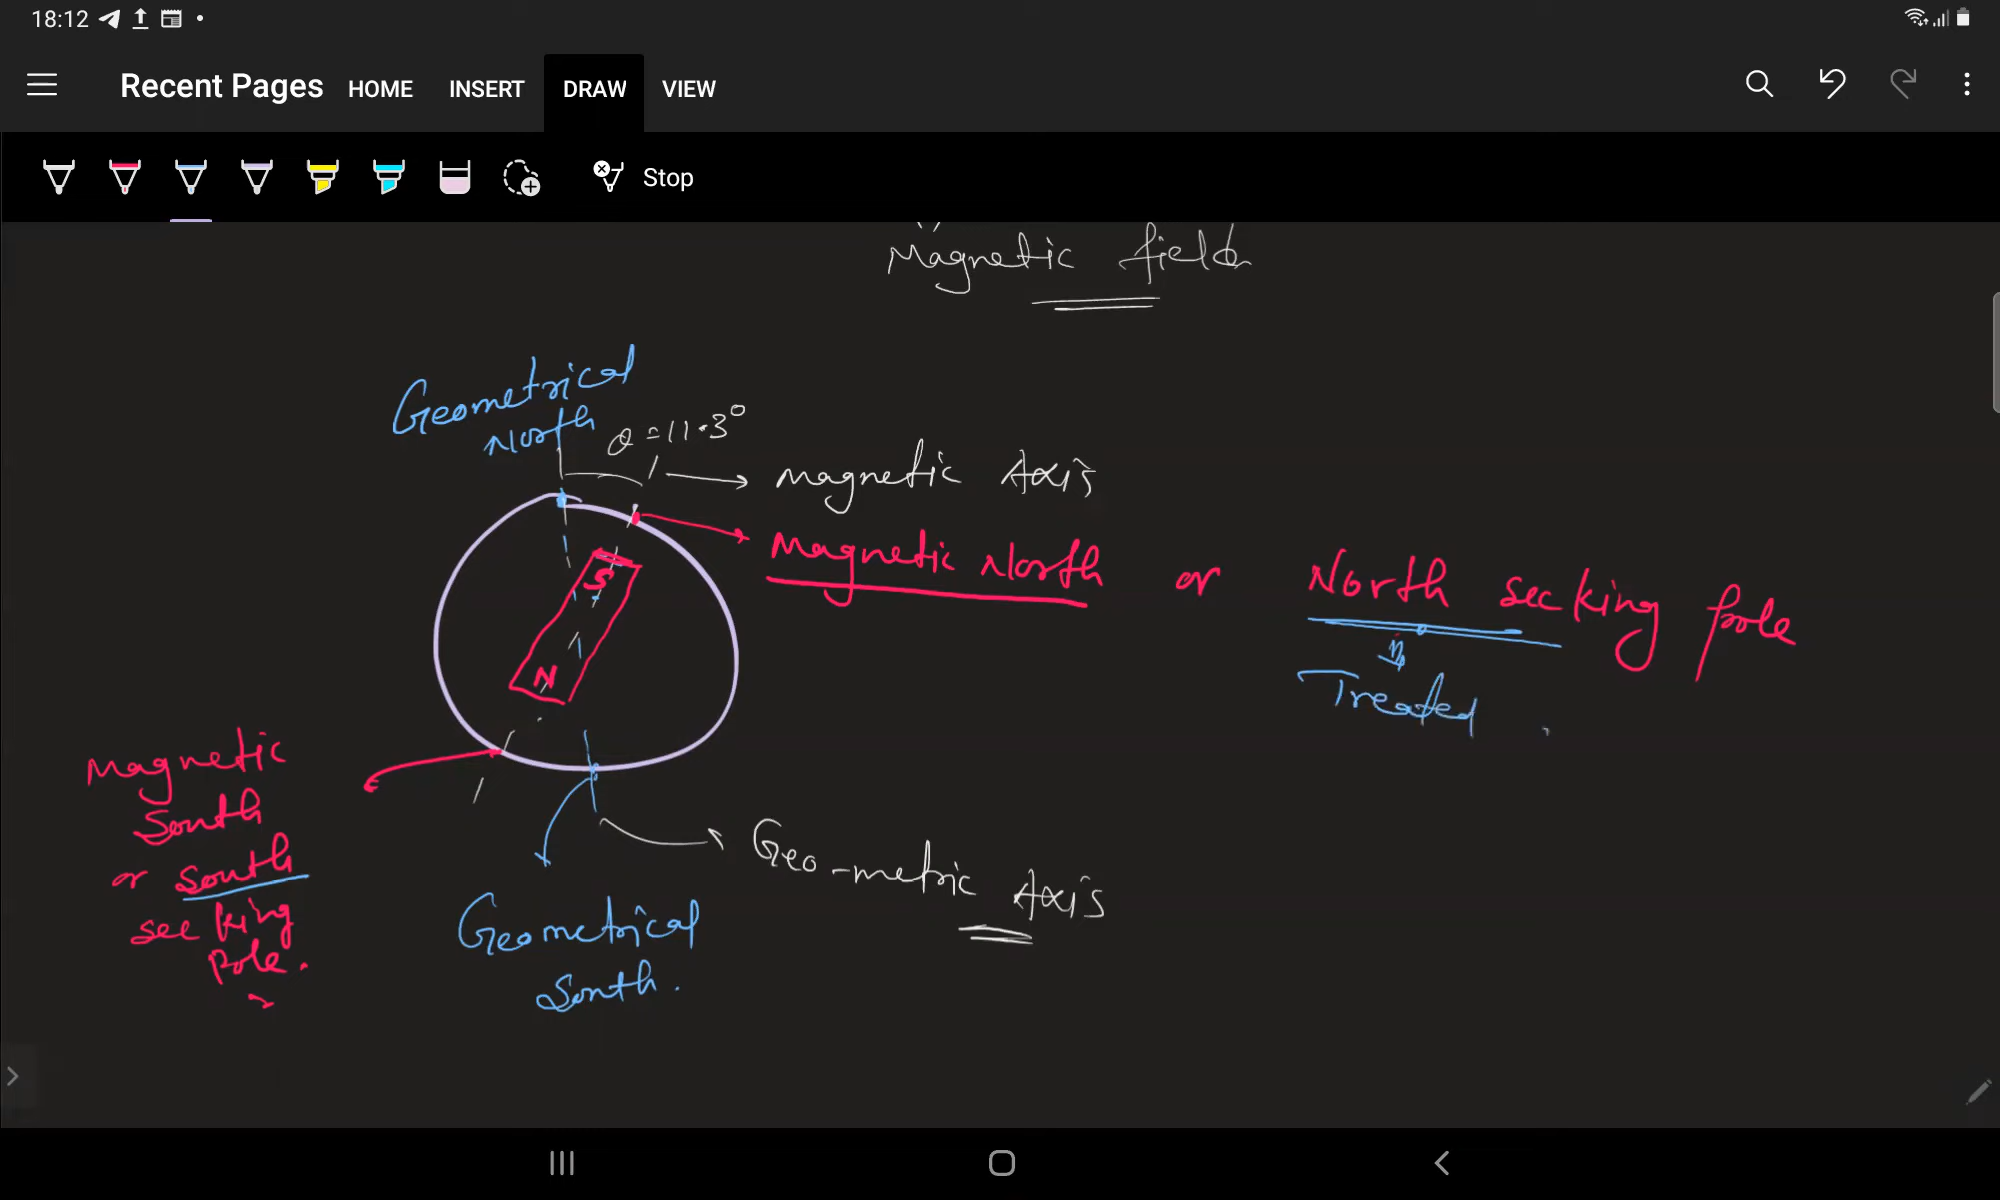 18:12
Recent Pages HOME INSERT DRAW VIEW
Stop
Magnetic field
Geometrical
North
θ = 11.3°
magnetic Axis
Magnetic North or North seeking pole
Treated
S
N
Magnetic
South
or South
seeking
Pole.
Geo-metric Axis
Geometrical
South.